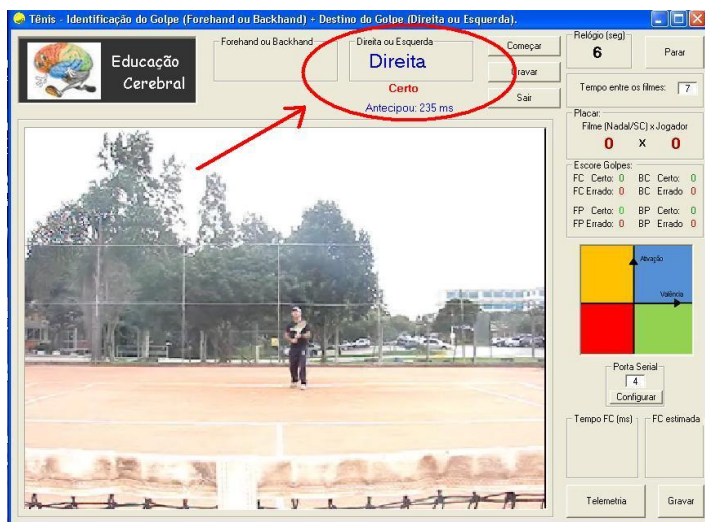 Tênis - Identificação do Golpe (Forehand ou Backhand) + Destino do Golpe (Direita ou Esquerda).
Educação
Cerebral
Forehand ou Backhand
Direita ou Esquerda
Direita
Certo
Antecipou: 235 ms
Começar
Gravar
Sair
Relógio (seg)
6
Parar
Tempo entre os filmes: 7
Placar:
Filme (Nadal/SC) x Jogador
0 x 0
Escore Golpes:
FC Certo: 0 BC Certo: 0
FC Errado: 0 BC Errado 0
FP Certo: 0 BP Certo: 0
FP Errado: 0 BP Errado 0
Ativação
Valência
Porta Serial
4
Configurar
Tempo FC (ms)
FC estimada
Telemetria
Gravar